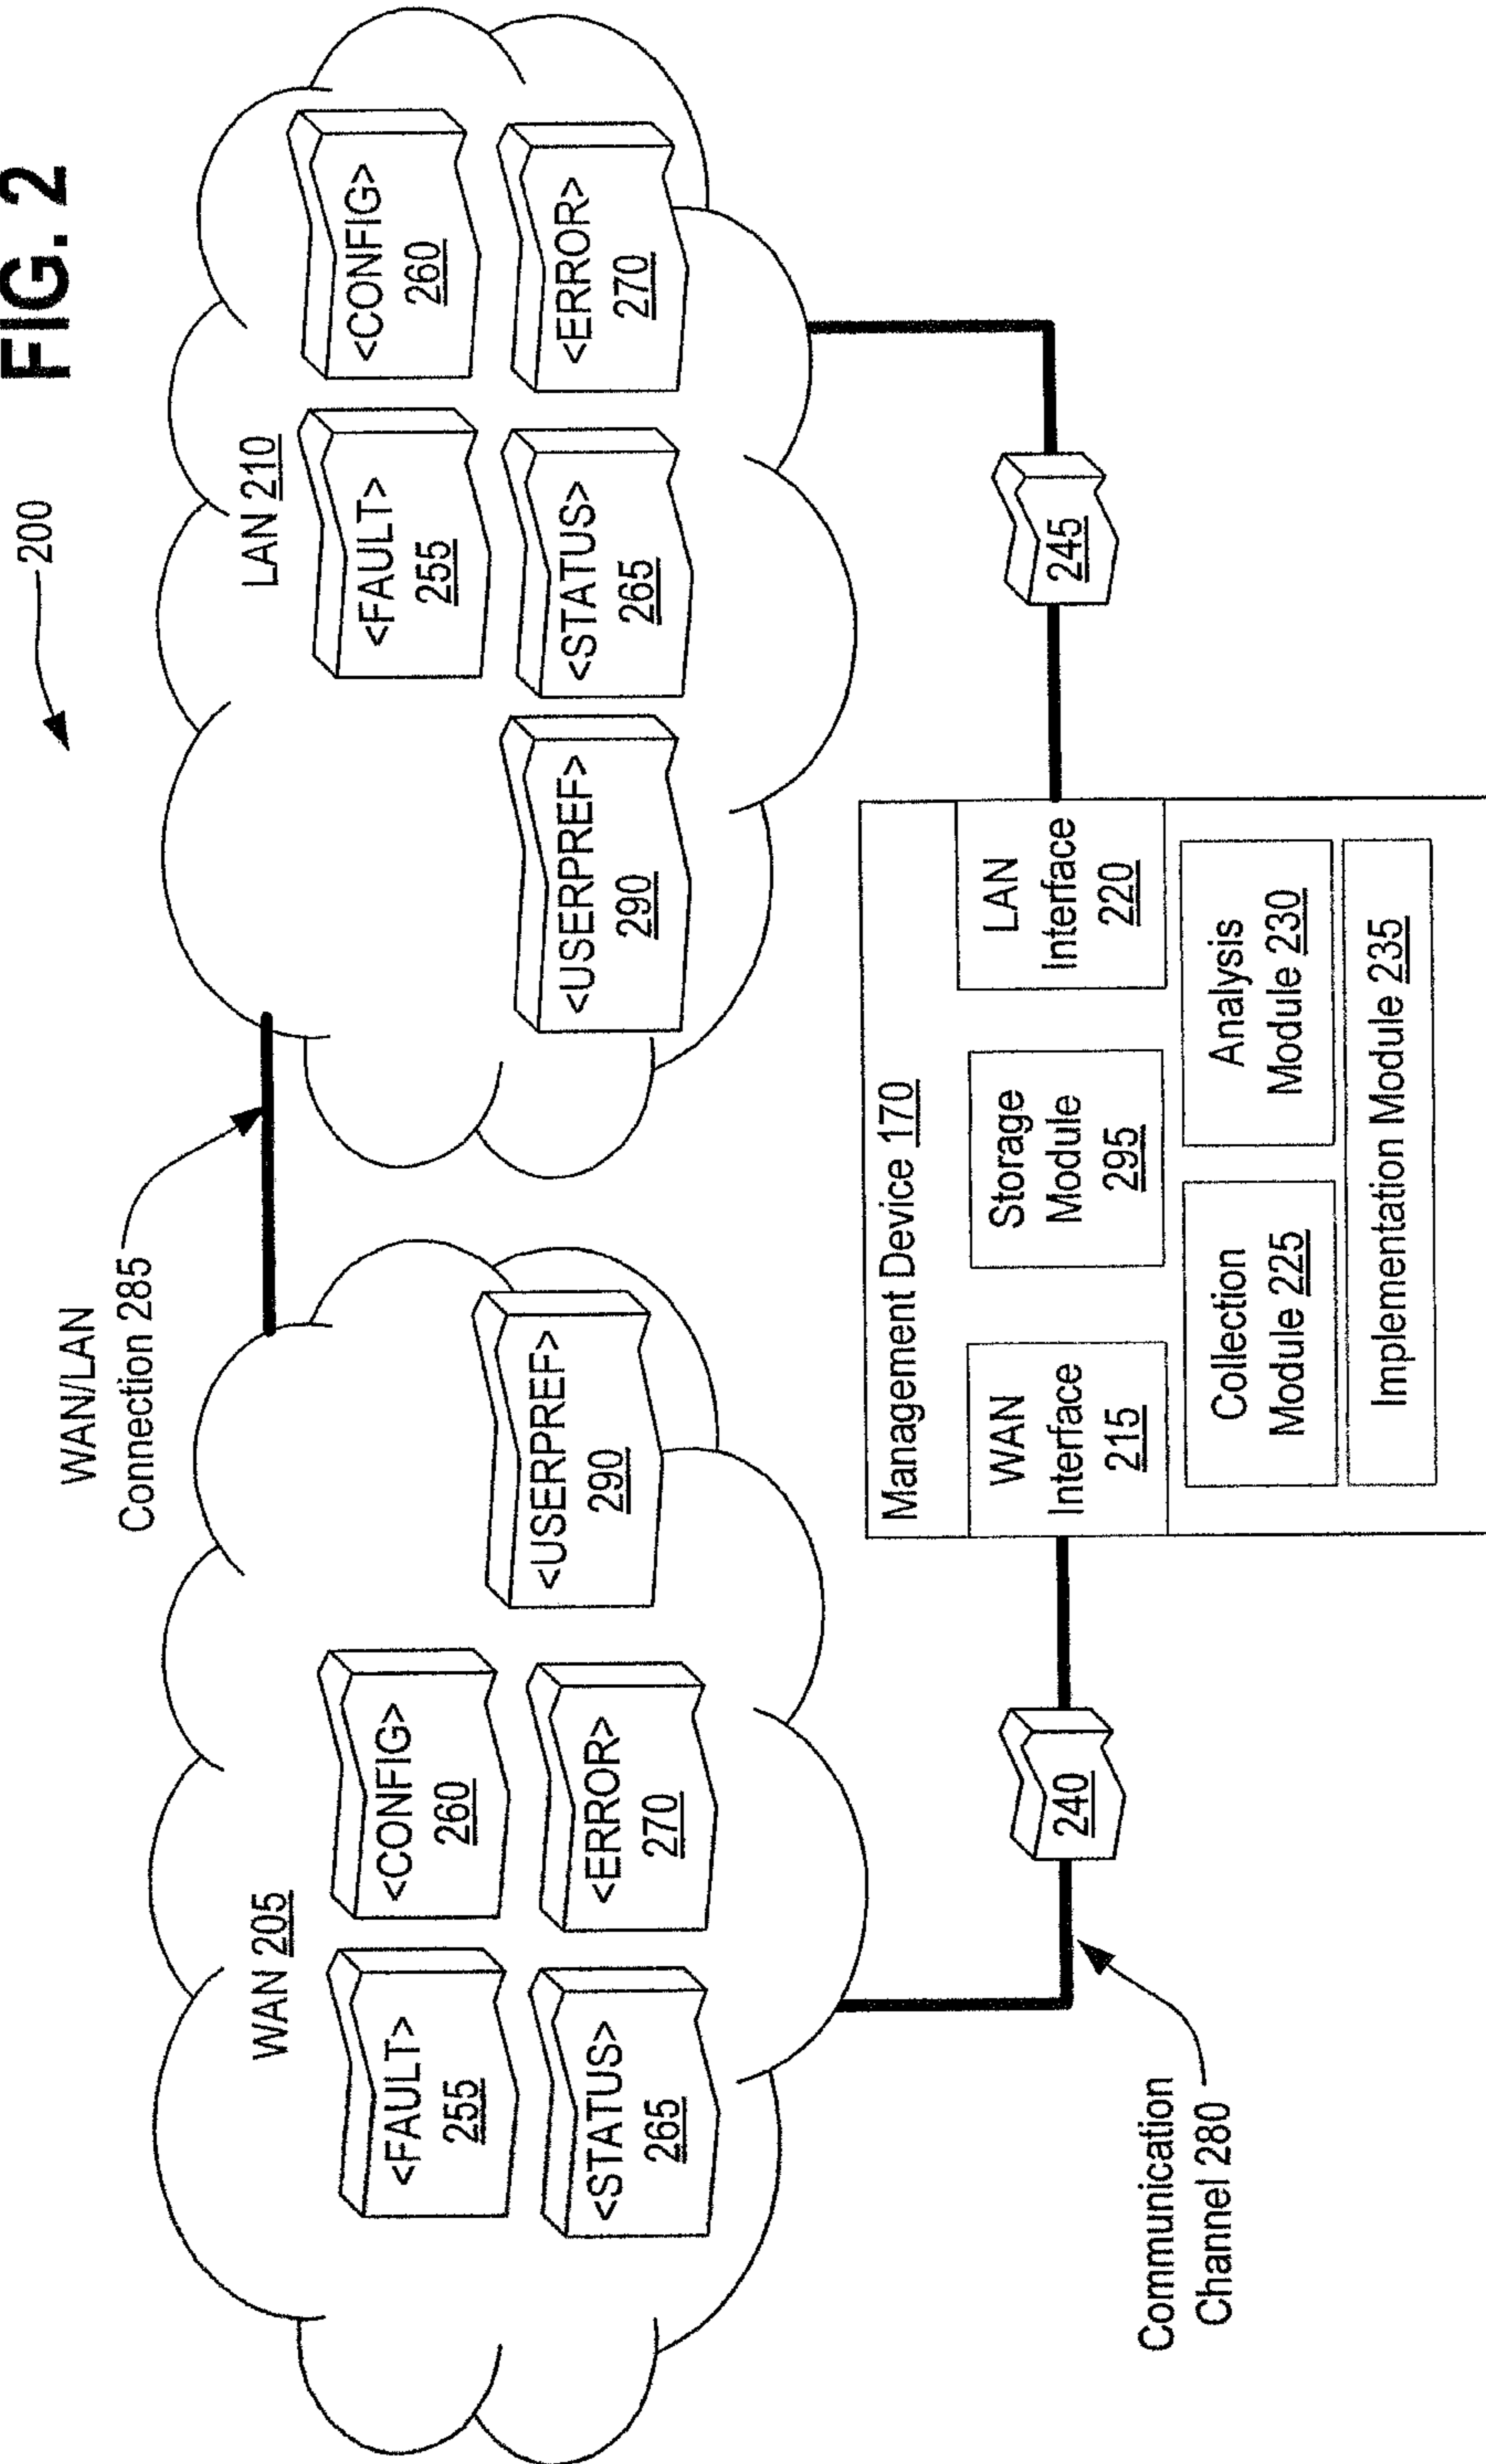 FIG. 2
200
WAN/LAN
Connection 285
WAN 205
<FAULT>
255
<CONFIG>
260
<STATUS>
265
<ERROR>
270
<USERPREF>
290
LAN 210
<FAULT>
255
<CONFIG>
260
<USERPREF>
290
<STATUS>
265
<ERROR>
270
Communication
Channel 280
240
245
Management Device 170
WAN
Interface
215
Storage
Module
295
LAN
Interface
220
Collection
Module 225
Analysis
Module 230
Implementation Module 235